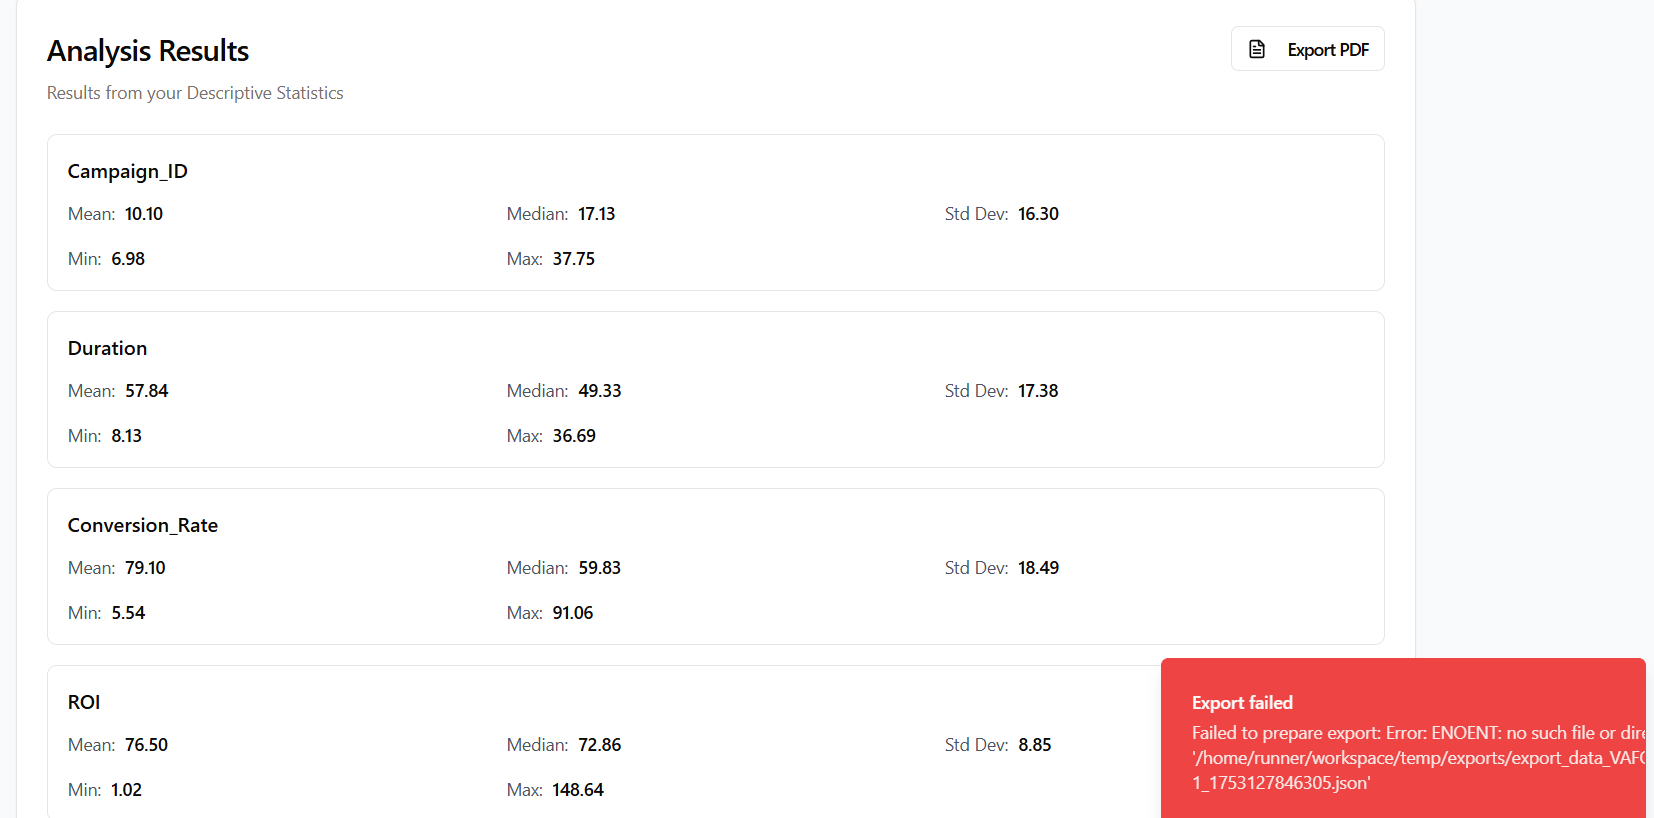 Analysis Results
Export PDF
Results from your Descriptive Statistics
Campaign_ID
Mean: 10.10 Median: 17.13 Std Dev: 16.30
Min: 6.98 Max: 37.75
Duration
Mean: 57.84 Median: 49.33 Std Dev: 17.38
Min: 8.13 Max: 36.69
Conversion_Rate
Mean: 79.10 Median: 59.83 Std Dev: 18.49
Min: 5.54 Max: 91.06
ROI
Mean: 76.50 Median: 72.86 Std Dev: 8.85
Min: 1.02 Max: 148.64
Export failed
Failed to prepare export: Error: ENOENT: no such file or
'/home/runner/workspace/temp/exports/export_data_VAF
1_1753127846305.json'